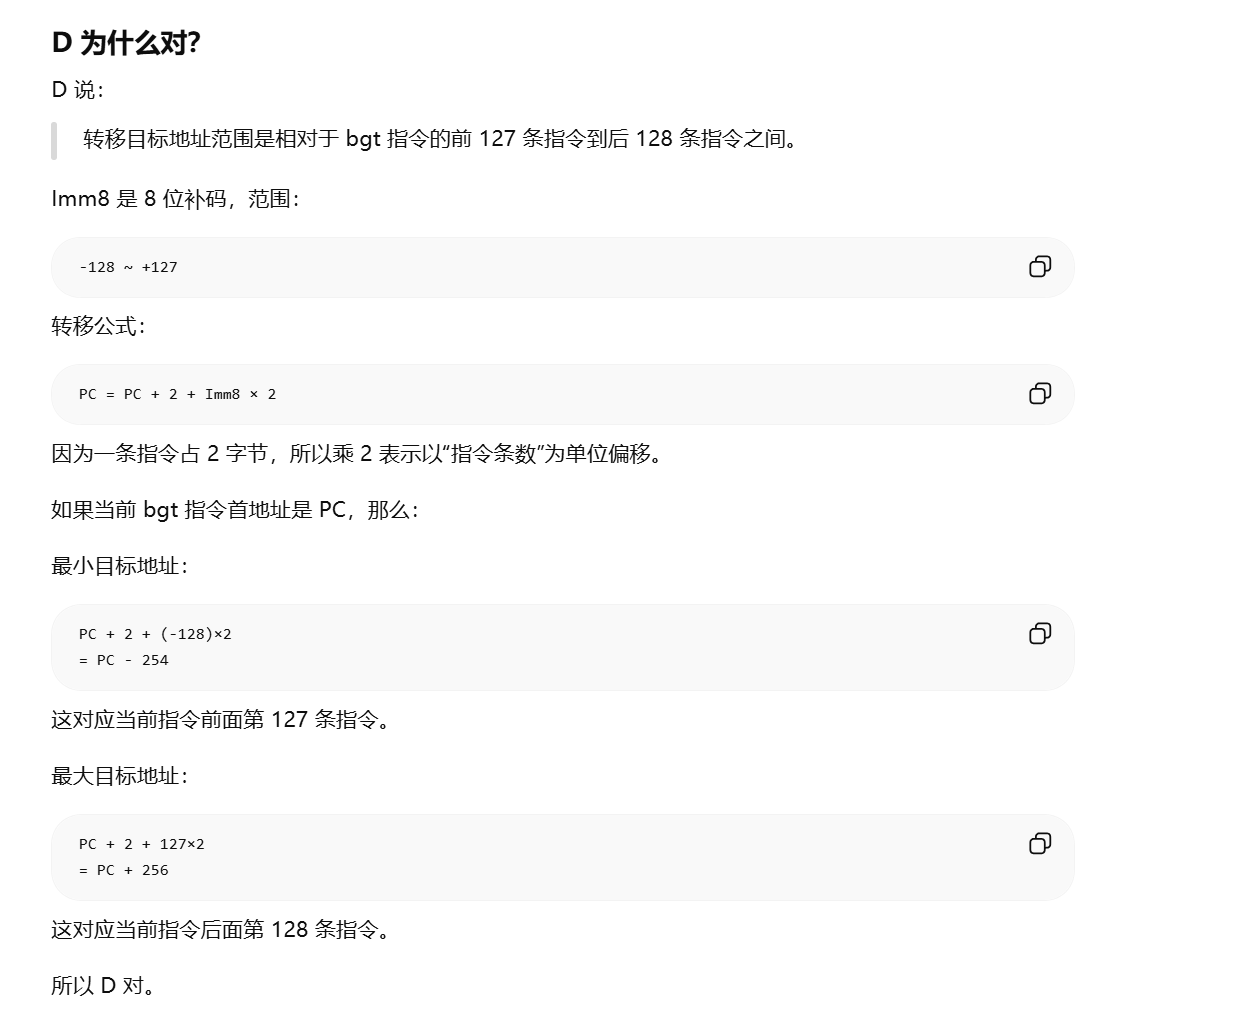 D 为什么对？
D 说：
转移目标地址范围是相对于 bgt 指令的前 127 条指令到后 128 条指令之间。
Imm8 是 8 位补码，范围：
-128 ~ +127
转移公式：
PC = PC + 2 + Imm8 × 2
因为一条指令占 2 字节，所以乘 2 表示以“指令条数”为单位偏移。
如果当前 bgt 指令首地址是 PC，那么：
最小目标地址：
PC + 2 + (-128)×2
= PC - 254
这对应当前指令前面第 127 条指令。
最大目标地址：
PC + 2 + 127×2
= PC + 256
这对应当前指令后面第 128 条指令。
所以 D 对。